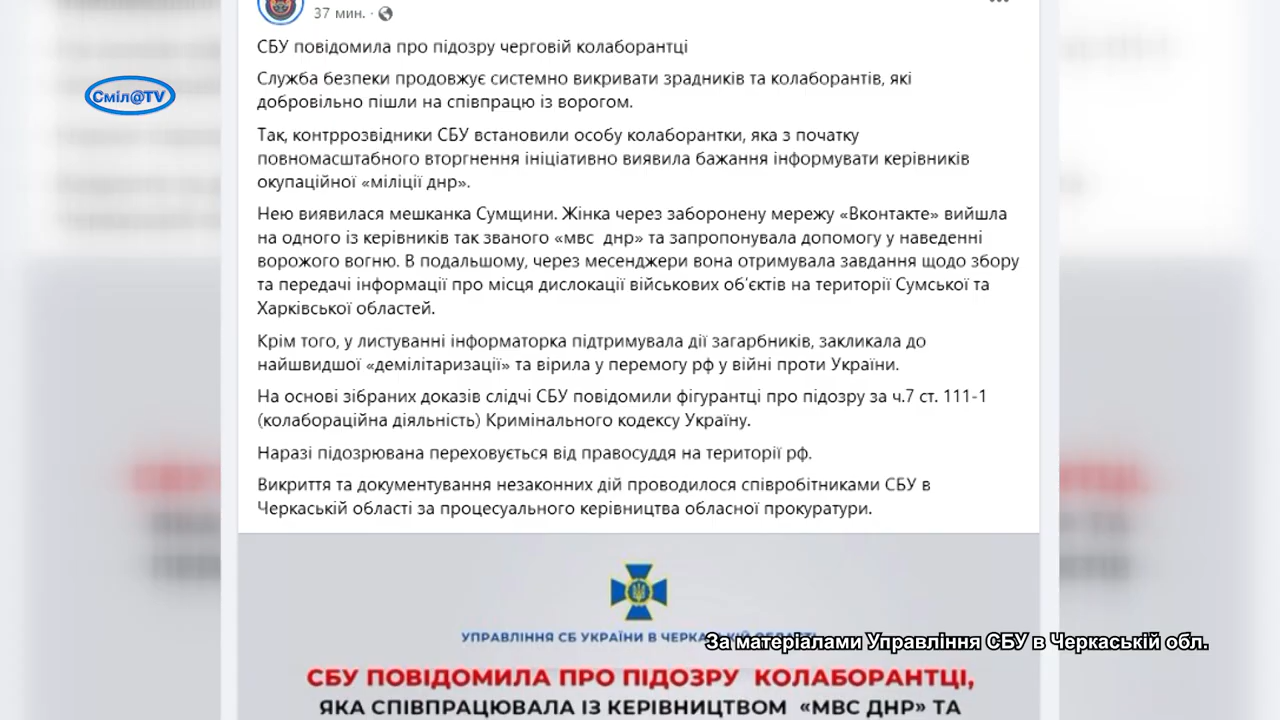 37 мин. ·
СБУ повідомила про підозру черговій колаборантці
Служба безпеки продовжує системно викривати зрадників та колаборантів, які
добровільно пішли на співпрацю із ворогом.
Сміл@TV
Так, контррозвідники СБУ встановили особу колаборантки, яка з початку
повномасштабного вторгнення ініціативно виявила бажання інформувати керівників
окупаційної «міліції днр».
Нею виявилася мешканка Сумщини. Жінка через заборонену мережу «Вконтакте» вийшла
на одного із керівників так званого «мвс днр» та запропонувала допомогу у наведенні
ворожого вогню. В подальшому, через месенджери вона отримувала завдання щодо збору
та передачі інформації про місця дислокації військових об’єктів на території Сумської та
Харківської областей.
Крім того, у листуванні інформаторка підтримувала дії загарбників, закликала до
найшвидшої «демілітаризації» та вірила у перемогу рф у війні проти України.
На основі зібраних доказів слідчі СБУ повідомили фігурантці про підозру за ч.7 ст. 111-1
(колабораційна діяльність) Кримінального кодексу Україну.
Наразі підозрювана переховується від правосуддя на території рф.
Викриття та документування незаконних дій проводилося співробітниками СБУ в
Черкаській області за процесуального керівництва обласної прокуратури.
УПРАВЛІННЯ СБ УКРАЇНИ В ЧЕРКАСЬКІЙ ОБЛАСТІ
За матеріалами Управління СБУ в Черкаській обл.
СБУ ПОВІДОМИЛА ПРО ПІДОЗРУ КОЛАБОРАНТЦІ,
ЯКА СПІВПРАЦЮВАЛА ІЗ КЕРІВНИЦТВОМ «МВС ДНР» ТА